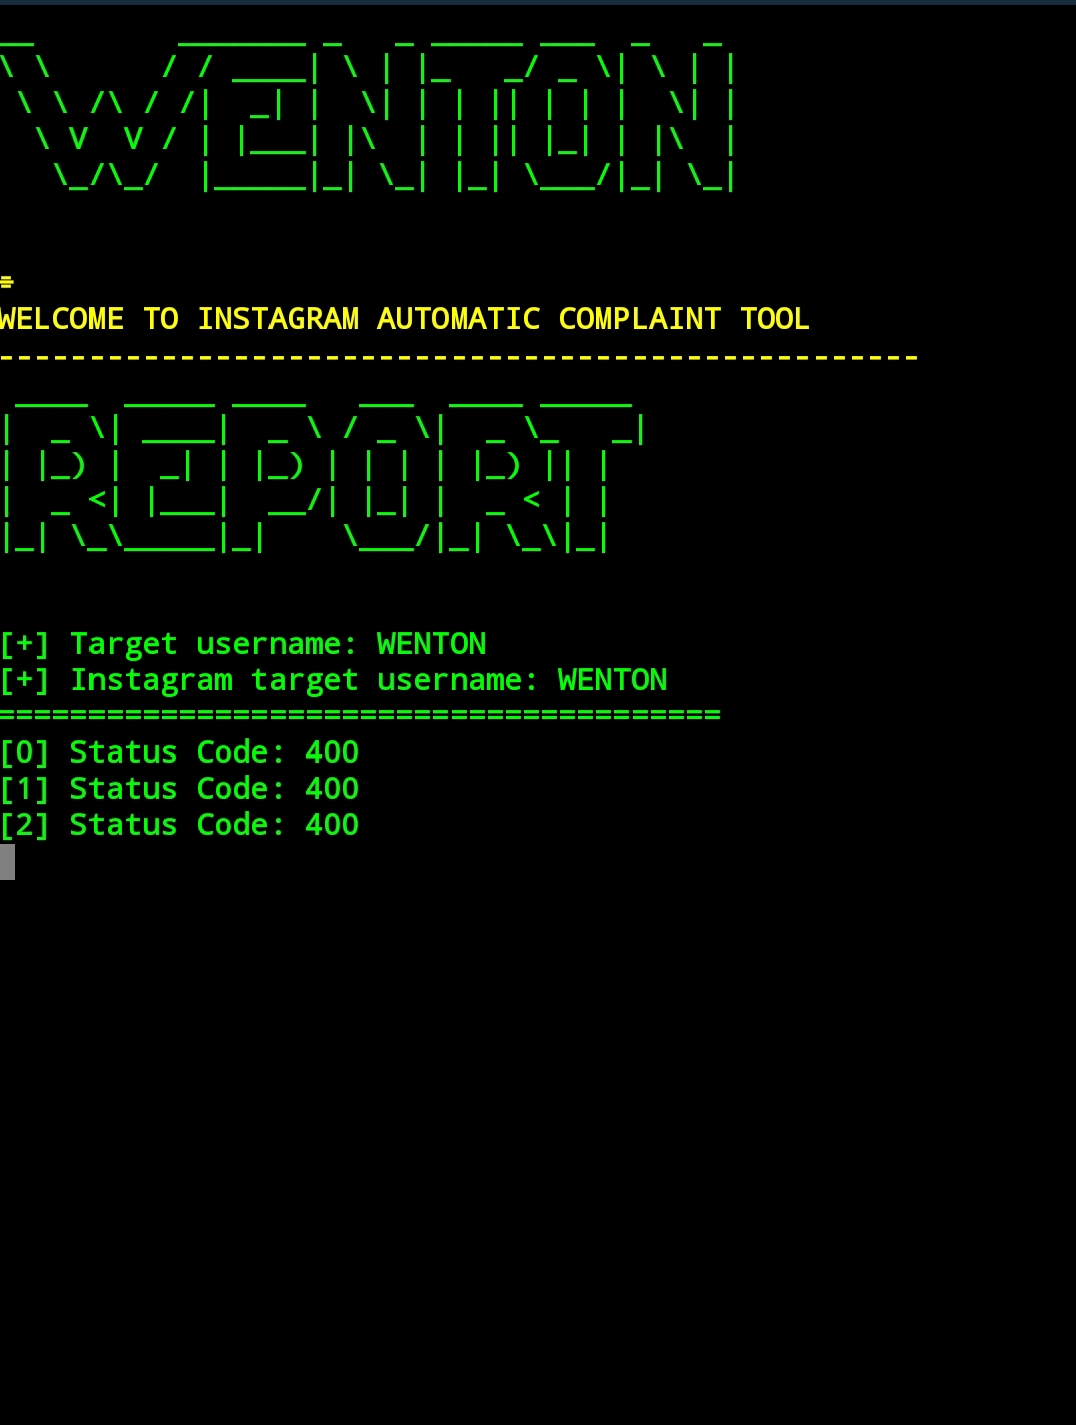 WENTON
WELCOME TO INSTAGRAM AUTOMATIC COMPLAINT TOOL
---------------------------------------------------
REPORT
[+] Target username: WENTON
[+] Instagram target username: WENTON
========================================
[0] Status Code: 400
[1] Status Code: 400
[2] Status Code: 400